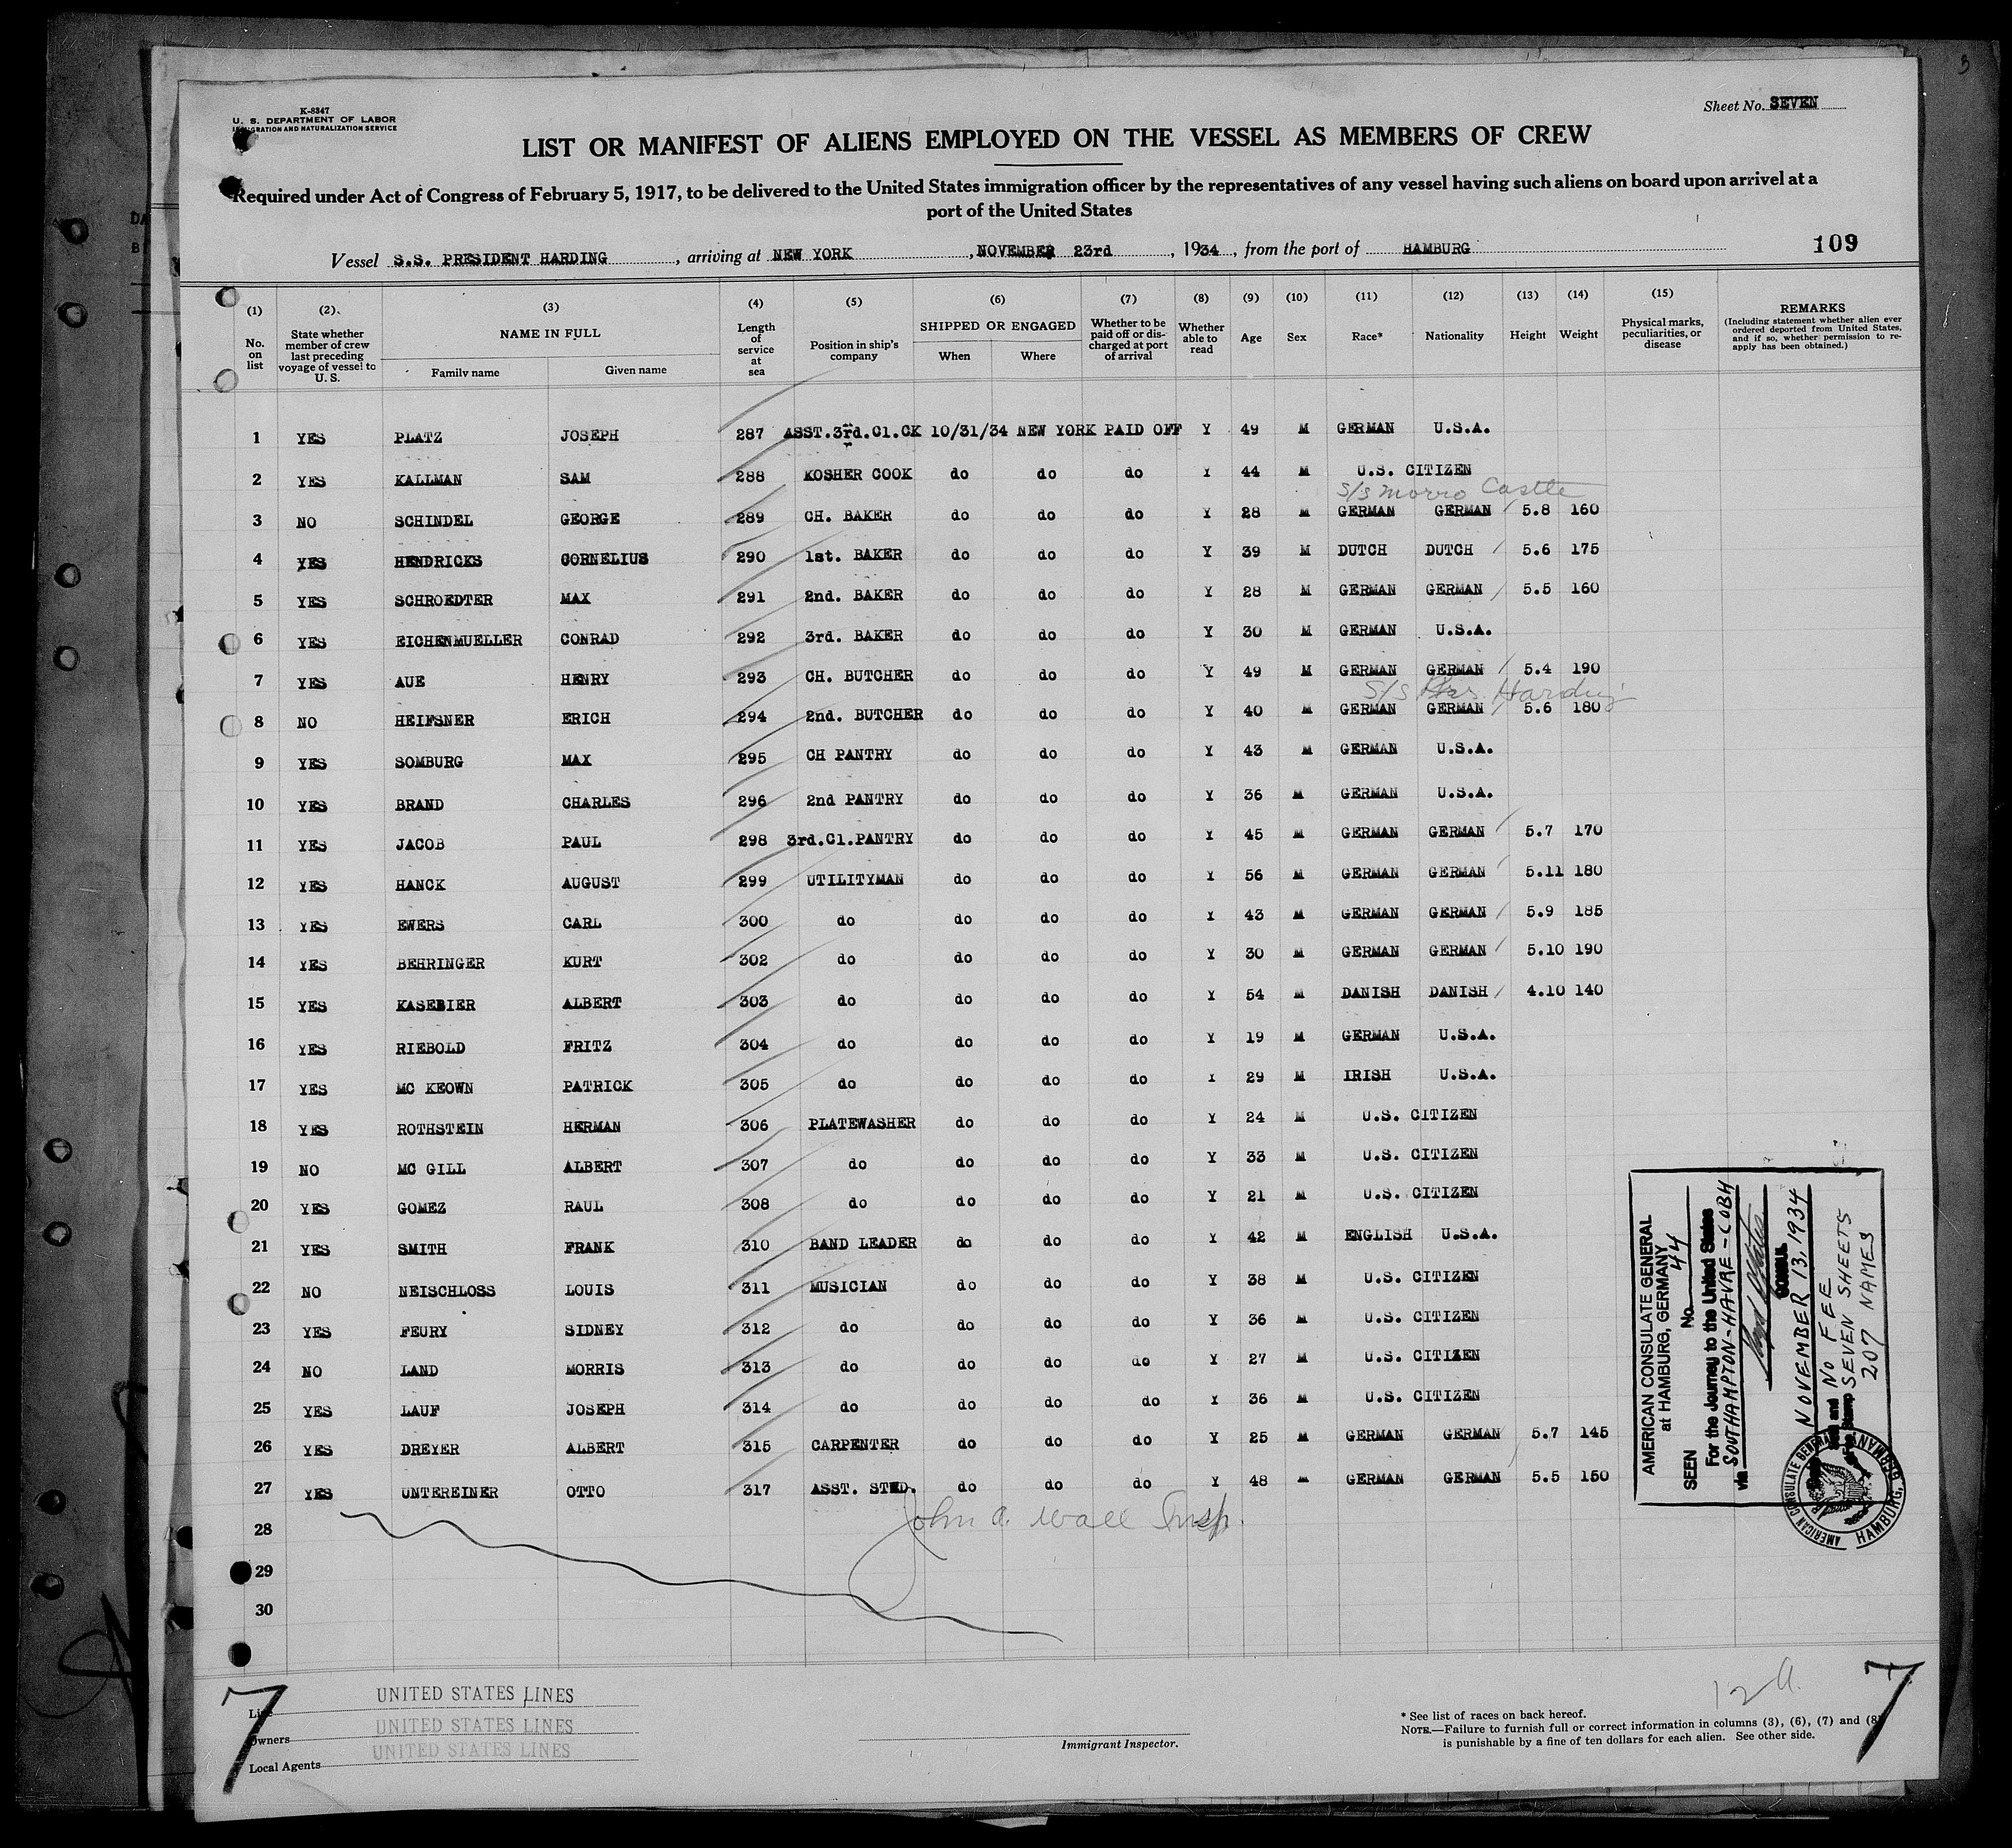 3
K-8347
U. S. DEPARTMENT OF LABOR
IMMIGRATION AND NATURALIZATION SERVICE
Sheet No. SEVEN
LIST OR MANIFEST OF ALIENS EMPLOYED ON THE VESSEL AS MEMBERS OF CREW
Required under Act of Congress of February 5, 1917, to be delivered to the United States immigration officer by the representatives of any vessel having such aliens on board upon arrival at a
port of the United States
Vessel S.S. PRESIDENT HARDING, arriving at NEW YORK, NOVEMBER 23rd, 1934, from the port of HAMBURG
109
(1) No. on list
(2) State whether member of crew last preceding voyage of vessel to U. S.
(3) NAME IN FULL Family name Given name
(4) Length of service at sea
(5) Position in ship's company
(6) SHIPPED OR ENGAGED When Where
(7) Whether to be paid off or discharged at port of arrival
(8) Whether able to read
(9) Age
(10) Sex
(11) Race*
(12) Nationality
(13) Height
(14) Weight
(15) Physical marks, peculiarities, or disease
REMARKS (Including statement whether alien ever ordered deported from United States, and if so, whether permission to reapply has been obtained.)
1 YES PLATZ JOSEPH 287 ASST.3rd.Cl.CK 10/31/34 NEW YORK PAID OFF Y 49 M GERMAN U.S.A.
2 YES KALLMAN SAM 288 KOSHER COOK do do do Y 44 M U.S. CITIZEN
S/S Morro Castle
3 NO SCHINDEL GEORGE 289 CH. BAKER do do do Y 28 M GERMAN GERMAN 5.8 160
4 YES HENDRICKS CORNELIUS 290 1st. BAKER do do do Y 39 M DUTCH DUTCH 5.6 175
5 YES SCHROEDTER MAX 291 2nd. BAKER do do do Y 28 M GERMAN GERMAN 5.5 160
6 YES EICHENMUELLER CONRAD 292 3rd. BAKER do do do Y 30 M GERMAN U.S.A.
7 YES AUE HENRY 293 CH. BUTCHER do do do Y 49 M GERMAN GERMAN 5.4 190
S/S Pres. Harding
8 NO HEIFSNER ERICH 294 2nd. BUTCHER do do do Y 40 M GERMAN GERMAN 5.6 180
9 YES SOMBURG MAX 295 CH PANTRY do do do Y 43 M GERMAN U.S.A.
10 YES BRAND CHARLES 296 2nd PANTRY do do do Y 36 M GERMAN U.S.A.
11 YES JACOB PAUL 298 3rd.Cl.PANTRY do do do Y 45 M GERMAN GERMAN 5.7 170
12 YES HANCK AUGUST 299 UTILITYMAN do do do Y 56 M GERMAN GERMAN 5.11 180
13 YES EWERS CARL 300 do do do do Y 43 M GERMAN GERMAN 5.9 185
14 YES BEHRINGER KURT 302 do do do do Y 30 M GERMAN GERMAN 5.10 190
15 YES KASEBIER ALBERT 303 do do do do Y 54 M DANISH DANISH 4.10 140
16 YES RIEBOLD FRITZ 304 do do do do Y 19 M GERMAN U.S.A.
17 YES MC KEOWN PATRICK 305 do do do do Y 29 M IRISH U.S.A.
18 YES ROTHSTEIN HERMAN 306 PLATEWASHER do do do Y 24 M U.S. CITIZEN
19 NO MC GILL ALBERT 307 do do do do Y 33 M U.S. CITIZEN
20 YES GOMEZ RAUL 308 do do do do Y 21 M U.S. CITIZEN
21 YES SMITH FRANK 310 BAND LEADER do do do Y 42 M ENGLISH U.S.A.
22 NO NEISCHLOSS LOUIS 311 MUSICIAN do do do Y 38 M U.S. CITIZEN
23 YES FEURY SIDNEY 312 do do do do Y 36 M U.S. CITIZEN
24 NO LAND MORRIS 313 do do do do Y 27 M U.S. CITIZEN
25 YES LAUF JOSEPH 314 do do do do Y 36 M U.S. CITIZEN
26 YES DREYER ALBERT 315 CARPENTER do do do Y 25 M GERMAN GERMAN 5.7 145
27 YES UNTEREINER OTTO 317 ASST. STWD. do do do Y 48 M GERMAN GERMAN 5.5 150
John A. Wall Insp.
28
29
30
AMERICAN CONSULATE GENERAL
at HAMBURG, GERMANY
SEEN No. 44
For the Journey to the United States
via SOUTHAMPTON-HAVRE-COBH
CONSUL
NOVEMBER 13, 1934
NO FEE
SEVEN SHEETS
207 NAMES
AMERICAN CONSULATE GENERAL HAMBURG, GERMANY
7
UNITED STATES LINES
Line
UNITED STATES LINES
Owners
UNITED STATES LINES
Local Agents
Immigrant Inspector.
12 a.
* See list of races on back hereof.
NOTE.—Failure to furnish full or correct information in columns (3), (6), (7) and (8)
is punishable by a fine of ten dollars for each alien. See other side.
7